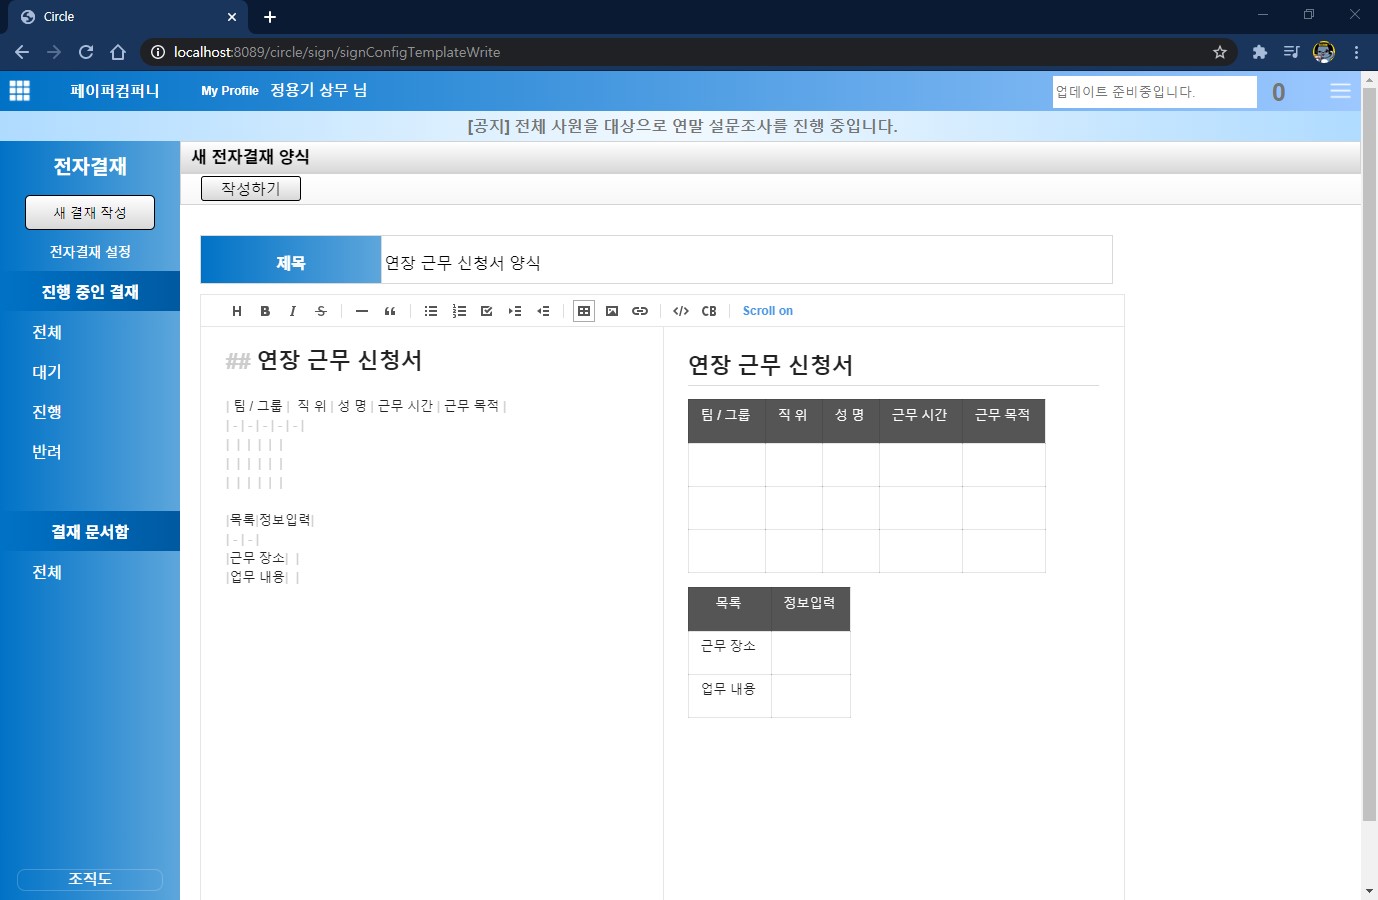 Circle
localhost:8089/circle/sign/signConfigTemplateWrite
페이퍼컴퍼니 My Profile 정용기 상무 님 업데이트 준비중입니다. 0
[공지] 전체 사원을 대상으로 연말 설문조사를 진행 중입니다.
전자결재
새 결재 작성
전자결재 설정
진행 중인 결재
전체
대기
진행
반려
결재 문서함
전체
조직도
새 전자결재 양식
작성하기
제목 연장 근무 신청서 양식
H B I S </> CB Scroll on
## 연장 근무 신청서
| 팀 / 그룹 | 직 위 | 성 명 | 근무 시간 | 근무 목적 |
| - | - | - | - | - |
| | | | | |
| | | | | |
| | | | | |
|목록|정보입력|
| - | - |
|근무 장소| |
|업무 내용| |
연장 근무 신청서
팀 / 그룹 직 위 성 명 근무 시간 근무 목적
목록 정보입력
근무 장소
업무 내용